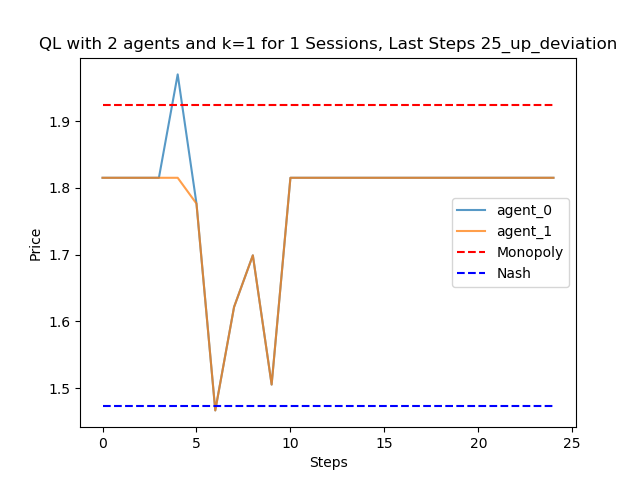 QL with 2 agents and k=1 for 1 Sessions, Last Steps 25_up_deviation
1.9
1.8
1.7
1.6
1.5
Price
agent_0
agent_1
Monopoly
Nash
0
5
10
15
20
25
Steps